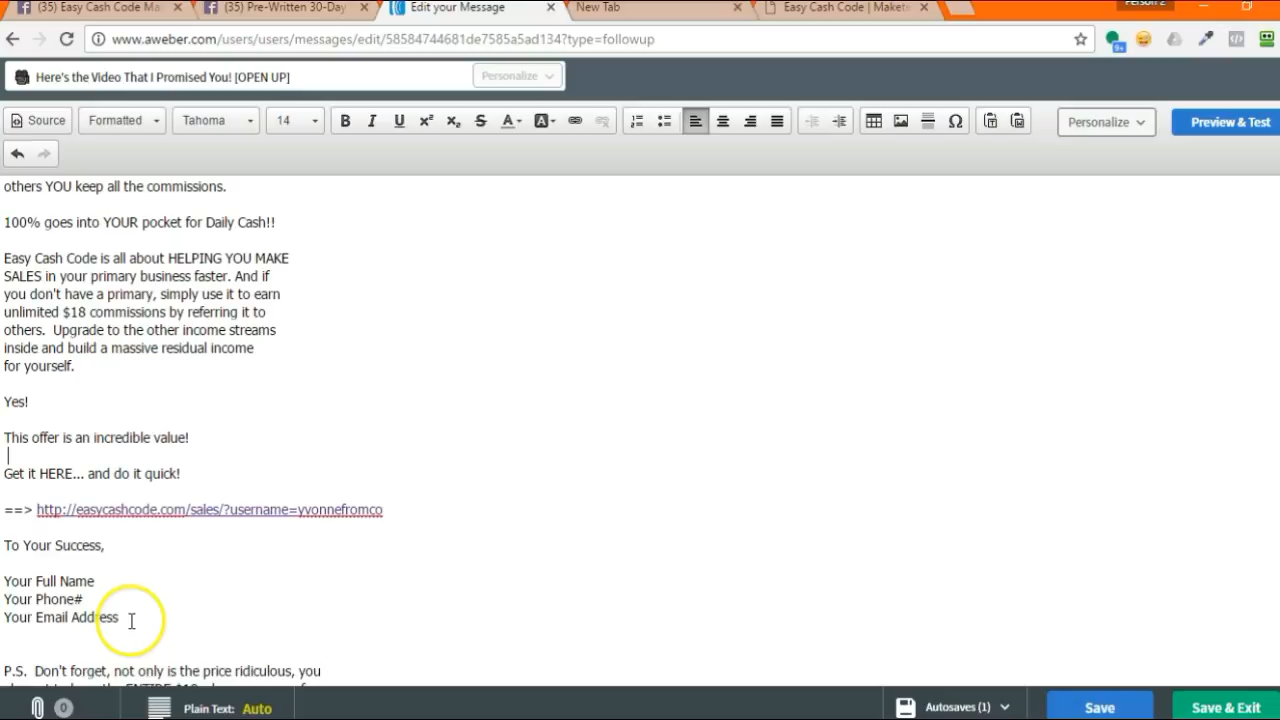 (35) Easy Cash Code Ma
(35) Pre-Written 30-Day
Edit your Message
New Tab
Easy Cash Code | Makets
Person 2
www.aweber.com/users/users/messages/edit/58584744681de7585a5ad134?type=followup
9+
Here's the Video That I Promised You! [OPEN UP]
Personalize
Source
Formatted
Tahoma
14
Personalize
Preview & Test
others YOU keep all the commissions.
100% goes into YOUR pocket for Daily Cash!!
Easy Cash Code is all about HELPING YOU MAKE
SALES in your primary business faster. And if
you don't have a primary, simply use it to earn
unlimited $18 commissions by referring it to
others.  Upgrade to the other income streams
inside and build a massive residual income
for yourself.
Yes!
This offer is an incredible value!
Get it HERE... and do it quick!
==> http://easycashcode.com/sales/?username=yvonnefromco
To Your Success,
Your Full Name
Your Phone#
Your Email Address
P.S.  Don't forget, not only is the price ridiculous, you
0
Plain Text: Auto
Autosaves (1)
Save
Save & Exit